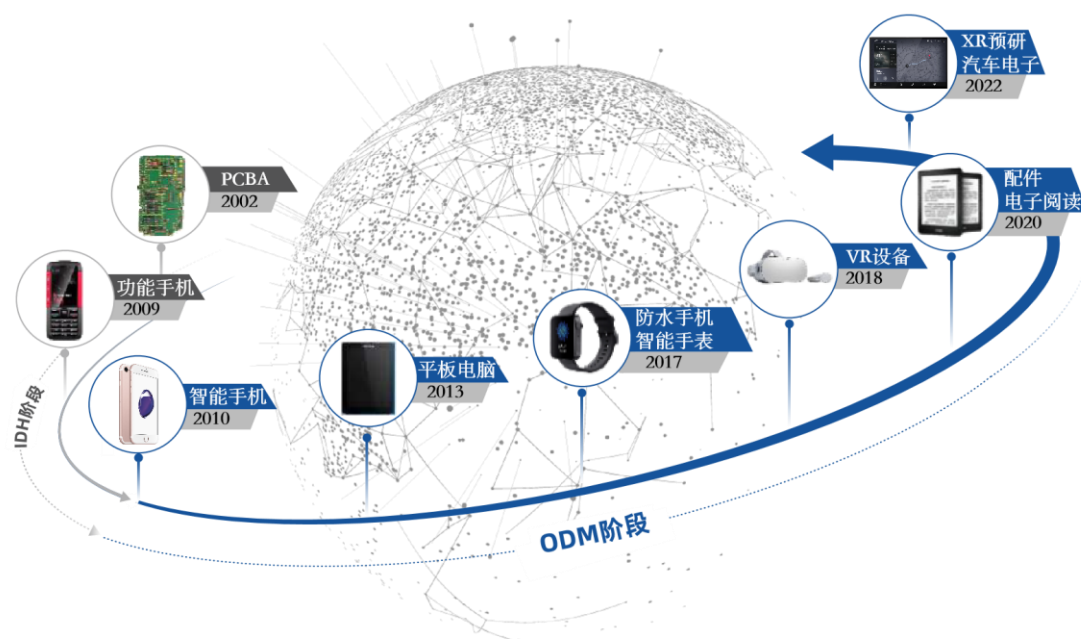 PCBA
2002
功能手机
2009
IDH阶段
智能手机
2010
平板电脑
2013
防水手机
智能手表
2017
VR设备
2018
配件
电子阅读
2020
XR预研
汽车电子
2022
ODM阶段